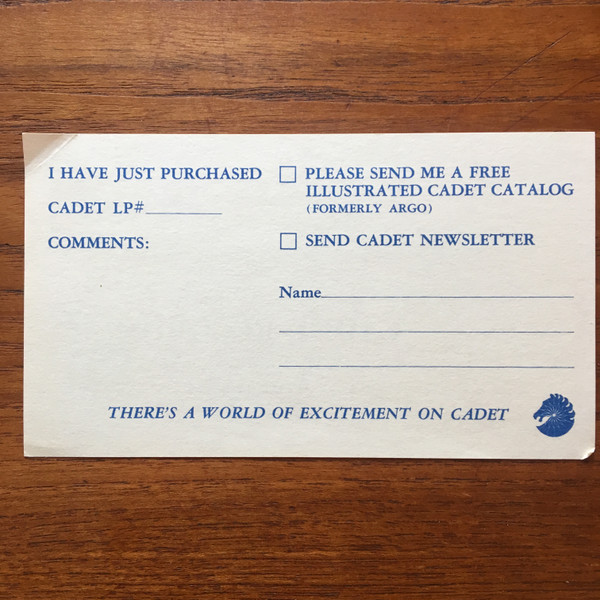 I HAVE JUST PURCHASED
CADET LP#
COMMENTS:
PLEASE SEND ME A FREE
ILLUSTRATED CADET CATALOG
(FORMERLY ARGO)
SEND CADET NEWSLETTER
Name
THERE'S A WORLD OF EXCITEMENT ON CADET